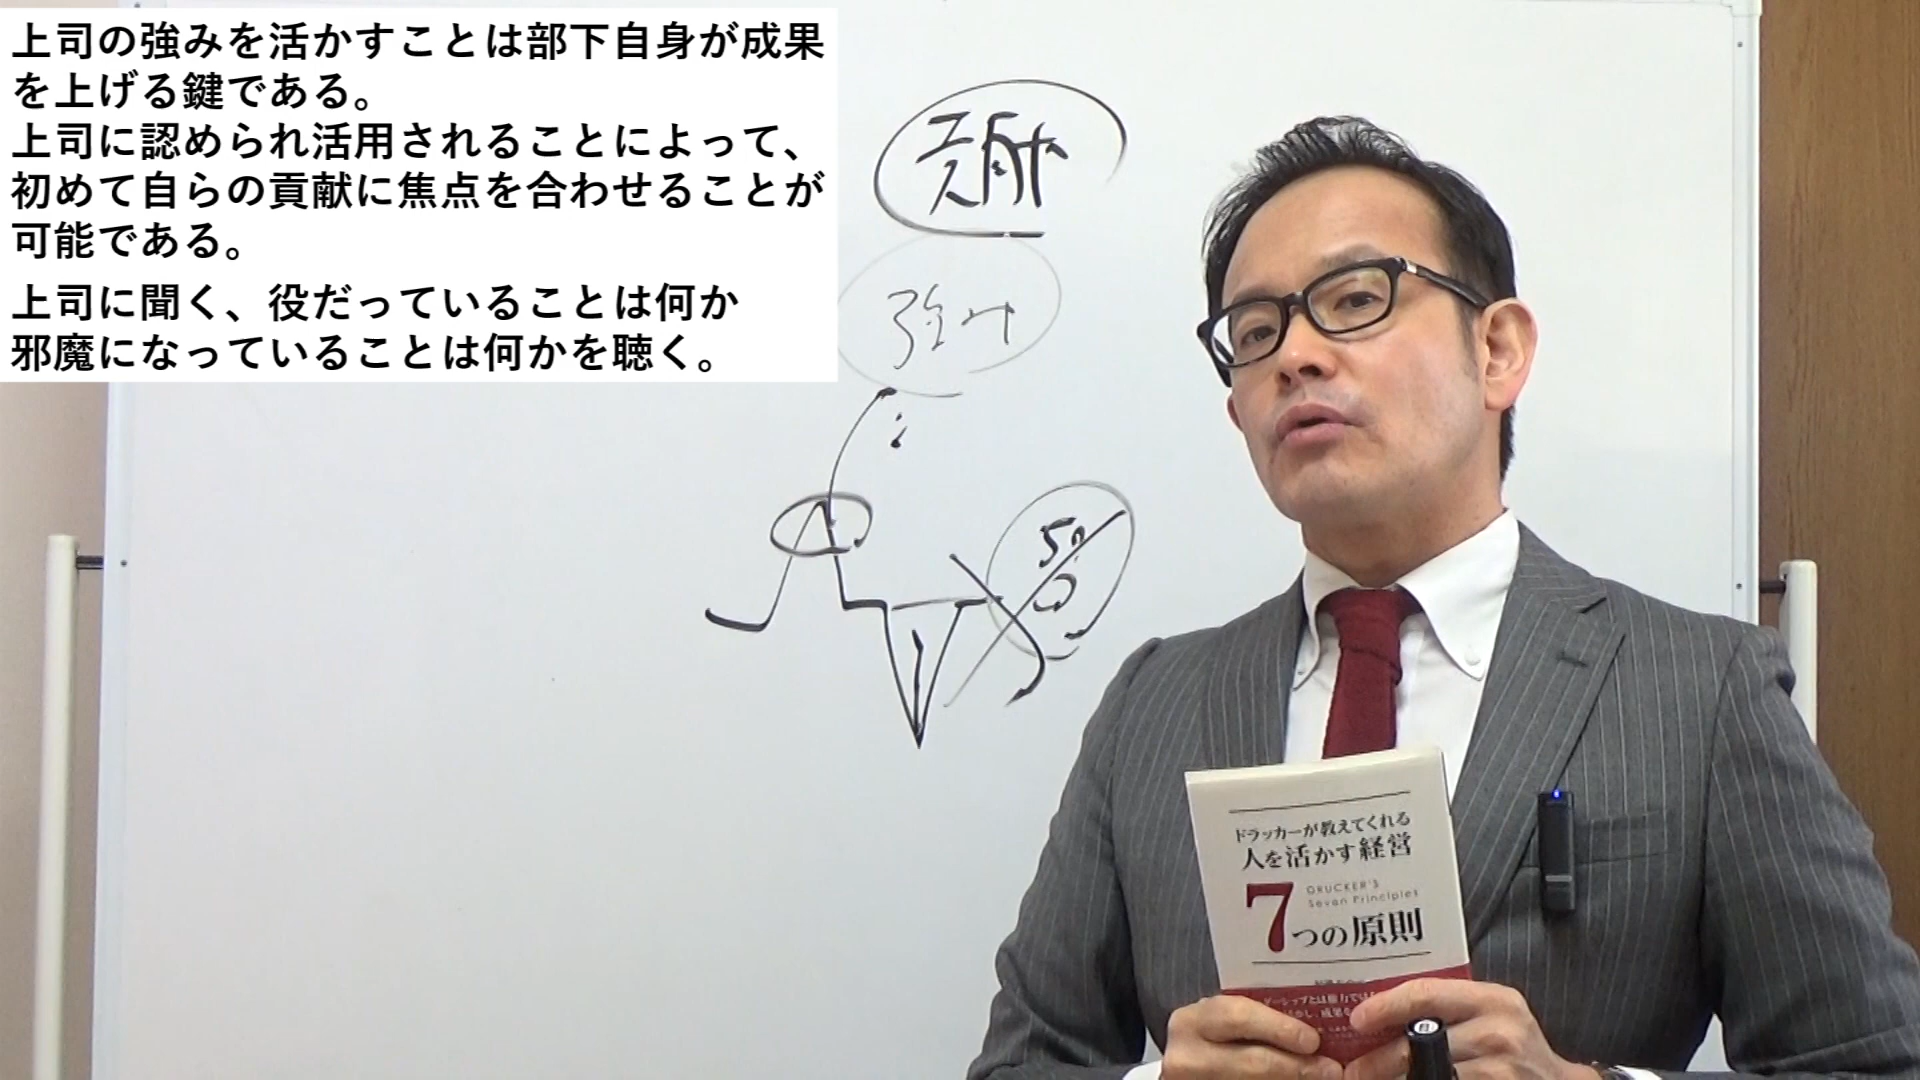 上司の強みを活かすことは部下自身が成果
を上げる鍵である。
上司に認められ活用されることによって、
初めて自らの貢献に焦点を合わせることが
可能である。
上司に聞く、役だっていることは何か
邪魔になっていることは何かを聴く。
強み
ドラッカーが教えてくれる
人を活かす経営
7つの原則
DRUCKER'S
Seven Principles